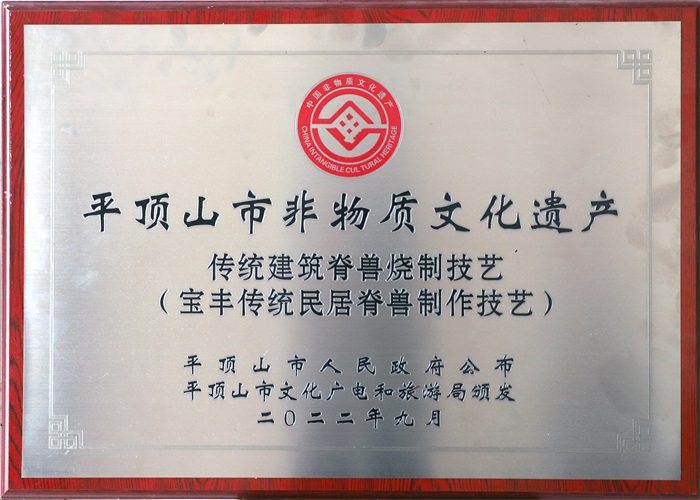 中国非物质文化遗产
CHINA INTANGIBLE CULTURAL HERITAGE
平顶山市非物质文化遗产
传统建筑脊兽烧制技艺
（宝丰传统民居脊兽制作技艺）
平顶山市人民政府公布
平顶山市文化广电和旅游局颁发
二〇二二年九月